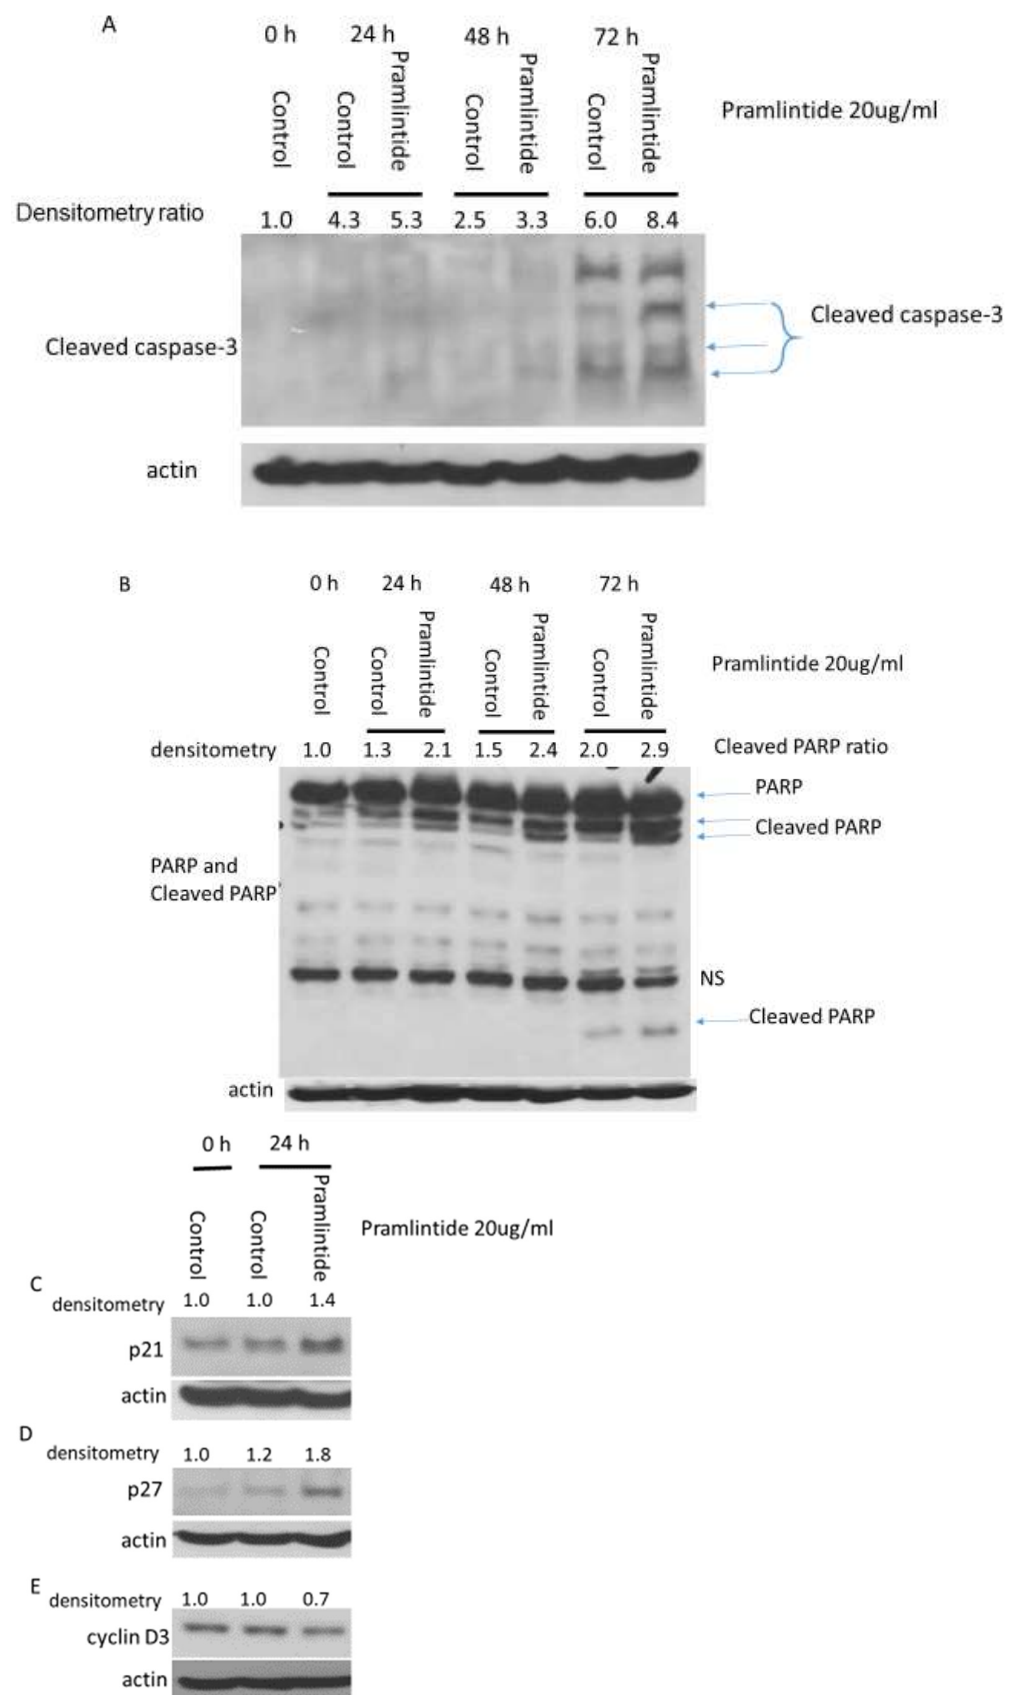 A
0 h 24 h 48 h 72 h
Control Control Pramlintide Control Pramlintide Control Pramlintide
Pramlintide 20ug/ml
Densitometry ratio 1.0 4.3 5.3 2.5 3.3 6.0 8.4
Cleaved caspase-3
Cleaved caspase-3
actin
B
0 h 24 h 48 h 72 h
Control Control Pramlintide Control Pramlintide Control Pramlintide
Pramlintide 20ug/ml
densitometry 1.0 1.3 2.1 1.5 2.4 2.0 2.9 Cleaved PARP ratio
PARP
Cleaved PARP
PARP and
Cleaved PARP
NS
Cleaved PARP
actin
0 h 24 h
Control Control Pramlintide
Pramlintide 20ug/ml
C
densitometry 1.0 1.0 1.4
p21
actin
D
densitometry 1.0 1.2 1.8
p27
actin
E
densitometry 1.0 1.0 0.7
cyclin D3
actin